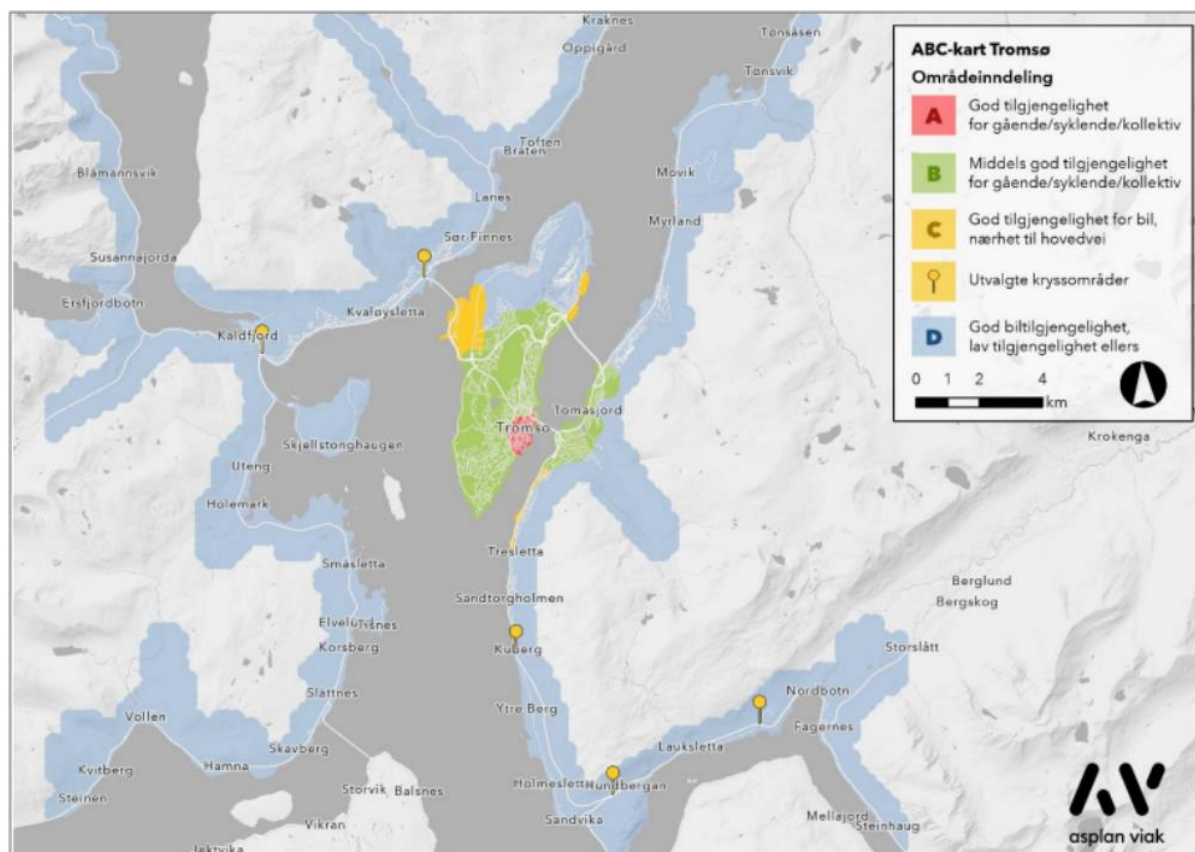 Kraknes
Oppigård
Tønsåsen
Tønsvik
ABC-kart Tromsø
Områdeinndeling
A God tilgjengelighet
for gående/syklende/kollektiv
B Middels god tilgjengelighet
for gående/syklende/kollektiv
C God tilgjengelighet for bil,
nærhet til hovedvei
Utvalgte kryssområder
D God biltilgjengelighet,
lav tilgjengelighet ellers
0 1 2 4
km
Toften
Bråten
Blåmannsvik
Movik
Lanes
Myrland
Sør Finnes
Susannajorda
Ersfjordbotn
Kvaløysletta
Kaldfjord
Tomasjord
Tromsø
Krokenga
Skjellstonghaugen
Uteng
Holemark
Tresletta
Småsletta
Berglund
Bergskog
Sandtorgholmen
Korsberg
Kuberg
Storslått
Slåttnes
Nordbotn
Ytre Berg
Vollen
Fagernes
Skavberg
Lauksletta
Kvitberg
Hamna
Hundbergan
Steinen
Storvik
Balsnes
Sandvika
Vikran
Mellajord
Steinhaug
asplan viak